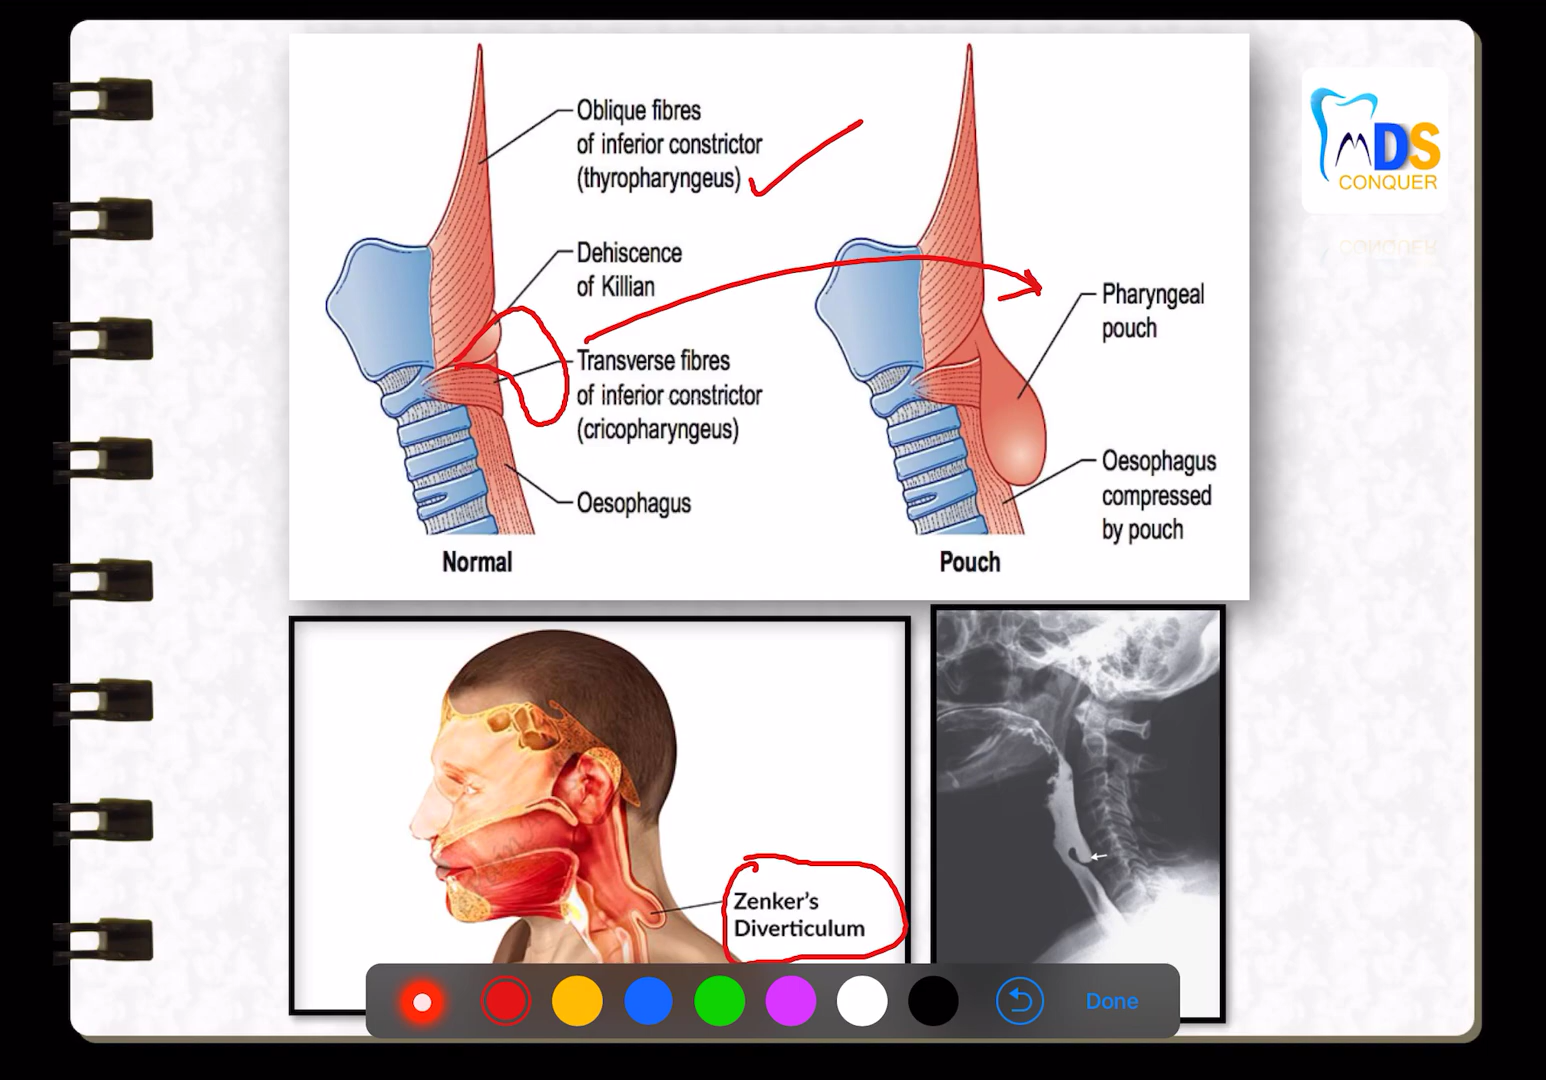 Oblique fibres
of inferior constrictor
(thyropharyngeus)
Dehiscence
of Killian
Transverse fibres
of inferior constrictor
(cricopharyngeus)
Oesophagus
Normal
Pharyngeal
pouch
Oesophagus
compressed
by pouch
Pouch
MDS
CONQUER
Zenker's
Diverticulum
Done